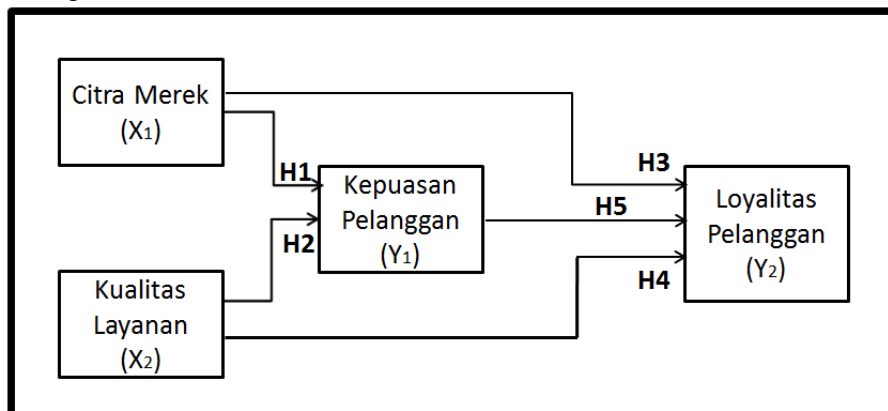 Citra Merek
(X1)
H1
Kepuasan
Pelanggan
(Y1)
H2
Kualitas
Layanan
(X2)
H3
H5
H4
Loyalitas
Pelanggan
(Y2)